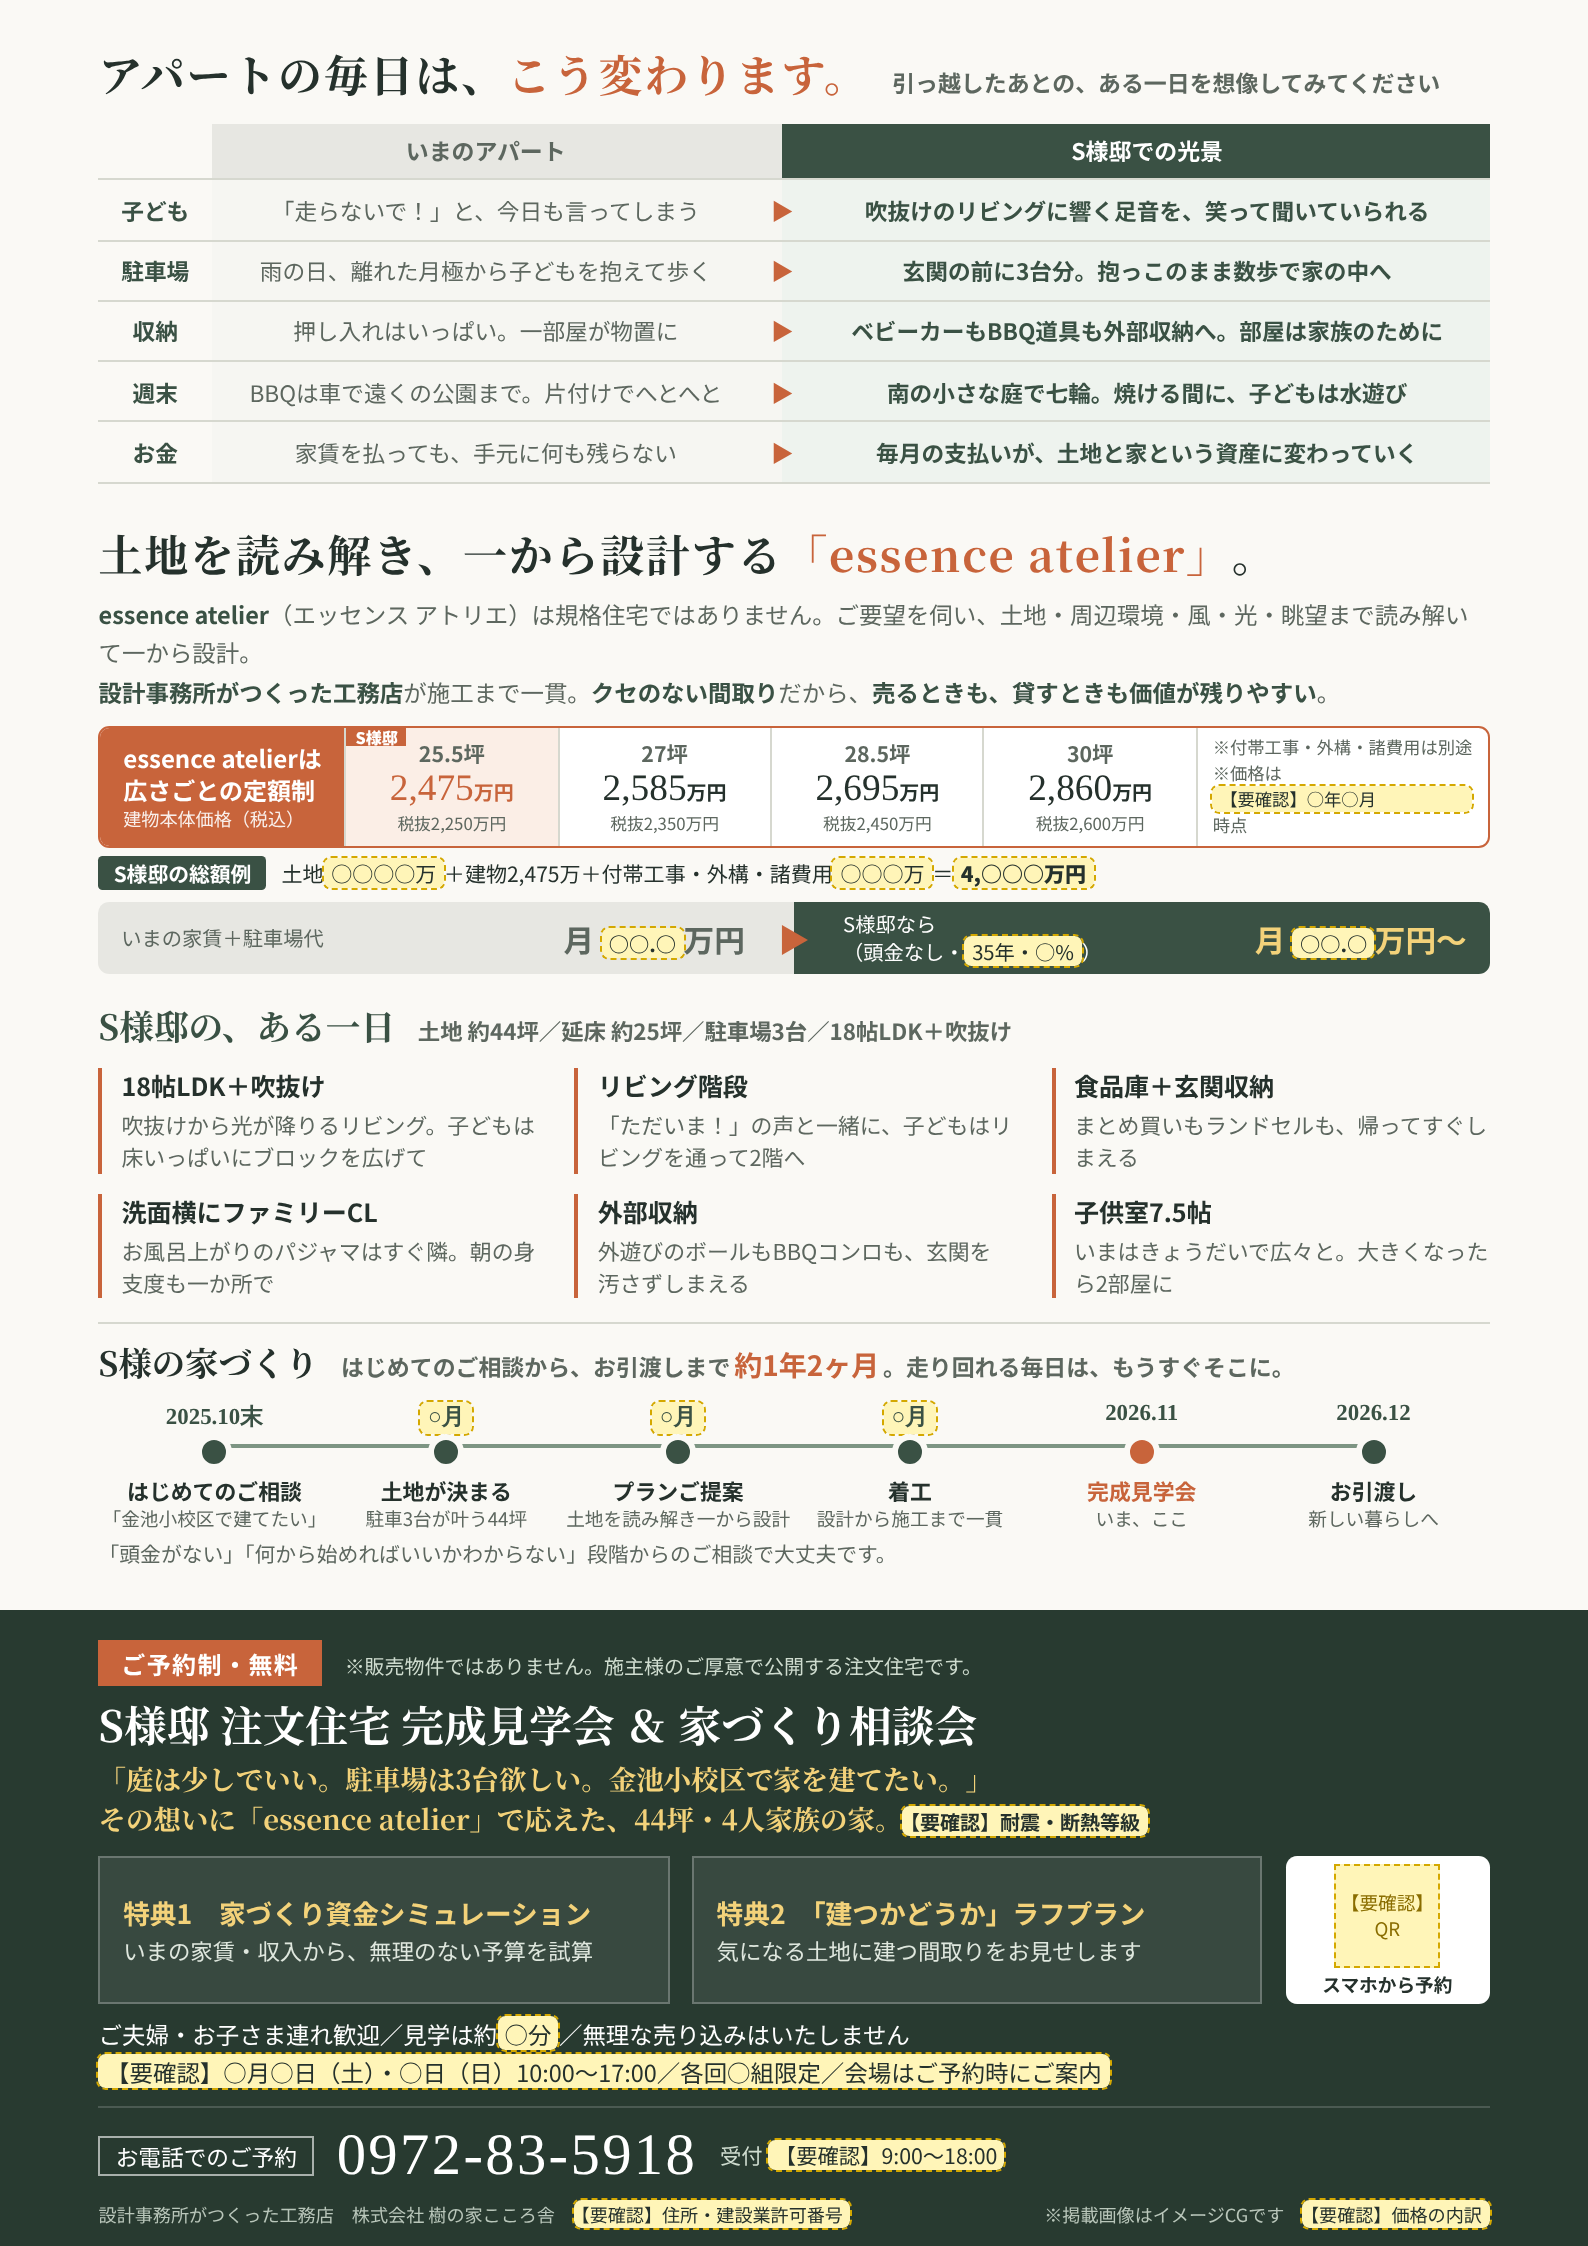 アパートの毎日は、こう変わります。 引っ越したあとの、ある一日を想像してみてください
いまのアパート S様邸での光景
子ども 「走らないで！」と、今日も言ってしまう ▶ 吹抜けのリビングに響く足音を、笑って聞いていられる
駐車場 雨の日、離れた月極から子どもを抱えて歩く ▶ 玄関の前に3台分。抱っこのまま数歩で家の中へ
収納 押し入れはいっぱい。一部屋が物置に ▶ ベビーカーもBBQ道具も外部収納へ。部屋は家族のために
週末 BBQは車で遠くの公園まで。片付けでへとへと ▶ 南の小さな庭で七輪。焼ける間に、子どもは水遊び
お金 家賃を払っても、手元に何も残らない ▶ 毎月の支払いが、土地と家という資産に変わっていく
土地を読み解き、一から設計する「essence atelier」。
essence atelier（エッセンス アトリエ）は規格住宅ではありません。ご要望を伺い、土地・周辺環境・風・光・眺望まで読み解い
て一から設計。
設計事務所がつくった工務店が施工まで一貫。クセのない間取りだから、売るときも、貸すときも価値が残りやすい。
essence atelierは
広さごとの定額制
建物本体価格（税込）
S様邸
25.5坪
2,475万円
税抜2,250万円
27坪
2,585万円
税抜2,350万円
28.5坪
2,695万円
税抜2,450万円
30坪
2,860万円
税抜2,600万円
※付帯工事・外構・諸費用は別途
※価格は
【要確認】○年○月
時点
S様邸の総額例 土地○○○○万＋建物2,475万＋付帯工事・外構・諸費用○○○万＝4,○○○万円
いまの家賃＋駐車場代 月○○.○万円 ▶ S様邸なら
（頭金なし・35年・○%） 月○○.○万円〜
S様邸の、ある一日 土地 約44坪／延床 約25坪／駐車場3台／18帖LDK＋吹抜け
18帖LDK＋吹抜け
吹抜けから光が降りるリビング。子どもは
床いっぱいにブロックを広げて
リビング階段
「ただいま！」の声と一緒に、子どもはリ
ビングを通って2階へ
食品庫＋玄関収納
まとめ買いもランドセルも、帰ってすぐし
まえる
洗面横にファミリーCL
お風呂上がりのパジャマはすぐ隣。朝の身
支度も一か所で
外部収納
外遊びのボールもBBQコンロも、玄関を
汚さずしまえる
子供室7.5帖
いまはきょうだいで広々と。大きくなった
ら2部屋に
S様の家づくり はじめてのご相談から、お引渡しまで約1年2ヶ月。走り回れる毎日は、もうすぐそこに。
2025.10末 ○月 ○月 ○月 2026.11 2026.12
はじめてのご相談 土地が決まる プランご提案 着工 完成見学会 お引渡し
「金池小校区で建てたい」 駐車3台が叶う44坪 土地を読み解き一から設計 設計から施工まで一貫 いま、ここ 新しい暮らしへ
「頭金がない」「何から始めればいいかわからない」段階からのご相談で大丈夫です。
ご予約制・無料 ※販売物件ではありません。施主様のご厚意で公開する注文住宅です。
S様邸 注文住宅 完成見学会 ＆ 家づくり相談会
「庭は少しでいい。駐車場は3台欲しい。金池小校区で家を建てたい。」
その想いに「essence atelier」で応えた、44坪・4人家族の家。【要確認】耐震・断熱等級
特典1　家づくり資金シミュレーション
いまの家賃・収入から、無理のない予算を試算
特典2　「建つかどうか」ラフプラン
気になる土地に建つ間取りをお見せします
【要確認】
QR
スマホから予約
ご夫婦・お子さま連れ歓迎／見学は約○分／無理な売り込みはいたしません
【要確認】○月○日（土）・○日（日）10:00〜17:00／各回○組限定／会場はご予約時にご案内
お電話でのご予約 0972-83-5918 受付【要確認】9:00〜18:00
設計事務所がつくった工務店　株式会社 樹の家こころ舎 【要確認】住所・建設業許可番号 ※掲載画像はイメージCGです 【要確認】価格の内訳